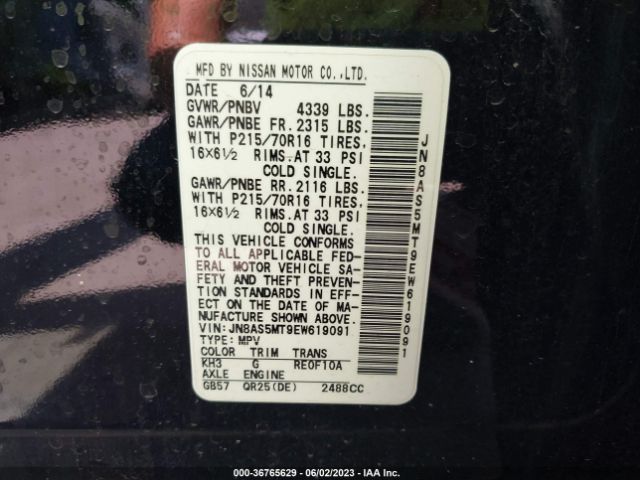 MFD BY NISSAN MOTOR CO.,LTD.
DATE 6/14
GVWR/PNBV 4339 LBS.
GAWR/PNBE FR. 2315 LBS.
WITH P215/70R16 TIRES,
16X6½ RIMS, AT 33 PSI
COLD SINGLE.
GAWR/PNBE RR. 2116 LBS.
WITH P215/70R16 TIRES,
16X6½ RIMS, AT 33 PSI
COLD SINGLE.
THIS VEHICLE CONFORMS
TO ALL APPLICABLE FED-
ERAL MOTOR VEHICLE SA-
FETY AND THEFT PREVEN-
TION STANDARDS IN EFF-
ECT ON THE DATE OF MA-
NUFACTURE SHOWN ABOVE.
VIN: JN8AS5MT9EW619091
TYPE: MPV
COLOR TRIM TRANS
KH3 G RE0F10A
AXLE ENGINE
GB57 QR25(DE) 2488CC
JN8AS5MT9EW619091
000-36765629 - 06/02/2023 - IAA Inc.